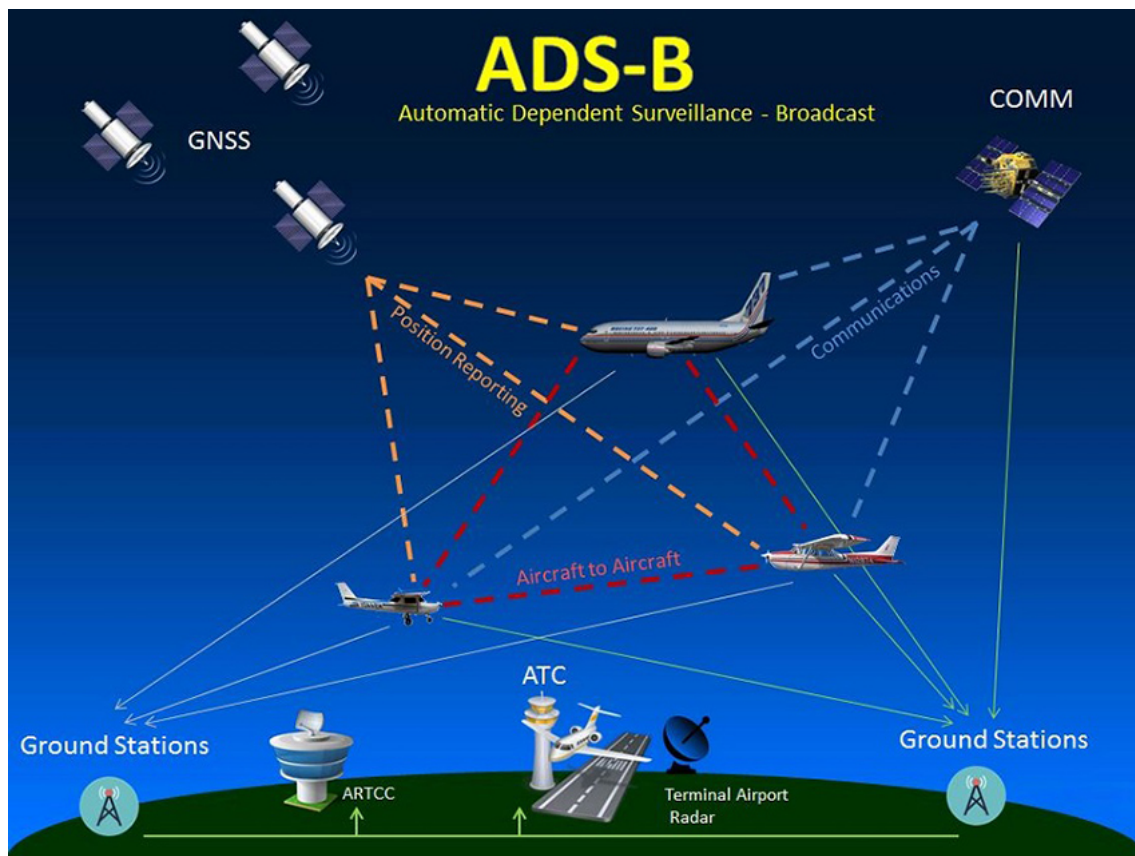 ADS-B
Automatic Dependent Surveillance - Broadcast
COMM
GNSS
Communications
Position Reporting
Aircraft to Aircraft
ATC
Ground Stations
Ground Stations
ARTCC
Terminal Airport
Radar